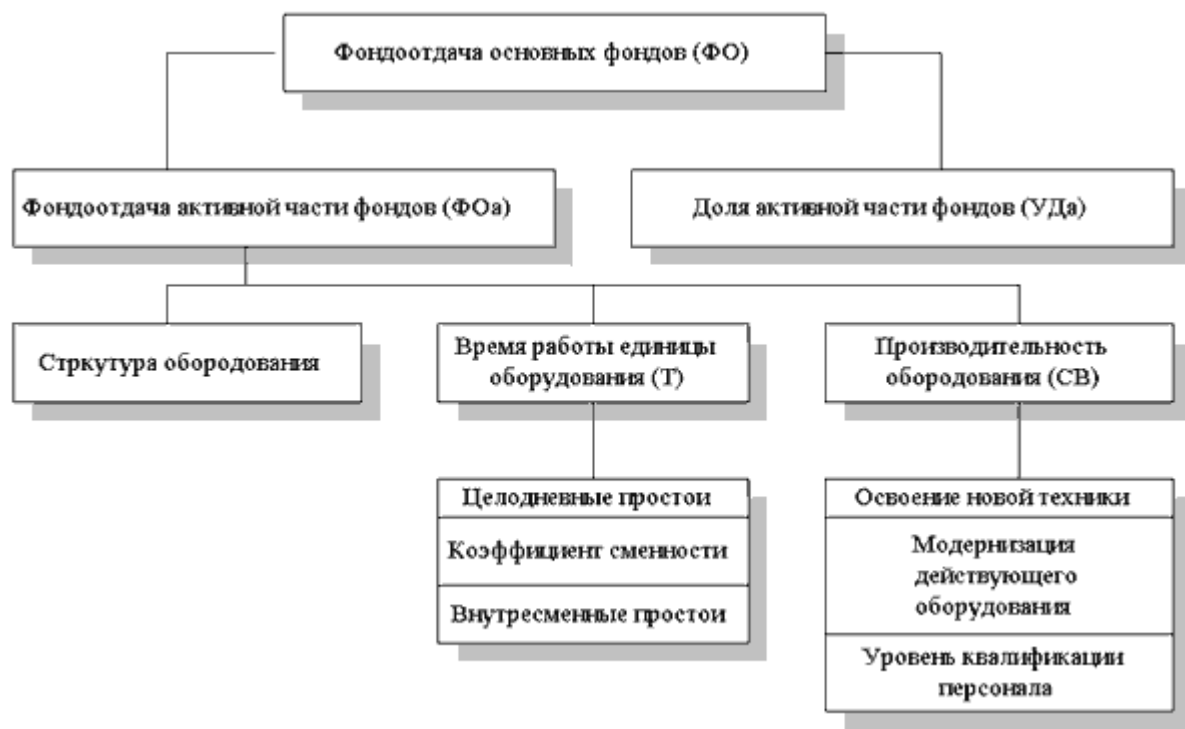 Фондоотдача основных фондов (ФО)
Фондоотдача активной части фондов (ФОа)
Доля активной части фондов (УДа)
Стркутура обородования
Время работы единицы
оборудования (Т)
Производительность
обородования (СВ)
Целодневные простои
Коэффициент сменности
Внутресменные простои
Освоение новой техники
Модернизация
действующего
оборудования
Уровень квалификации
персонала